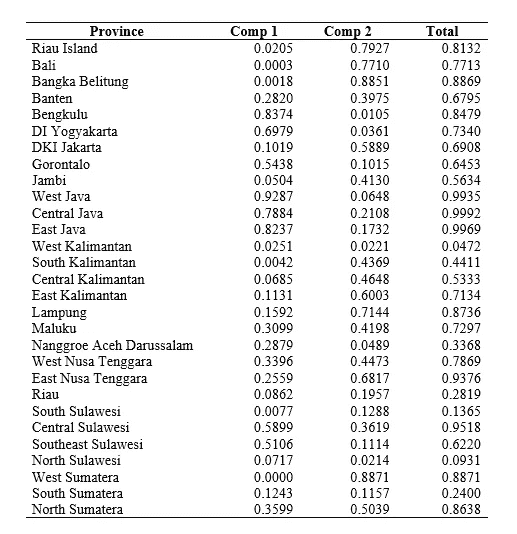 Province Comp 1 Comp 2 Total
Riau Island 0.0205 0.7927 0.8132
Bali 0.0003 0.7710 0.7713
Bangka Belitung 0.0018 0.8851 0.8869
Banten 0.2820 0.3975 0.6795
Bengkulu 0.8374 0.0105 0.8479
DI Yogyakarta 0.6979 0.0361 0.7340
DKI Jakarta 0.1019 0.5889 0.6908
Gorontalo 0.5438 0.1015 0.6453
Jambi 0.0504 0.4130 0.5634
West Java 0.9287 0.0648 0.9935
Central Java 0.7884 0.2108 0.9992
East Java 0.8237 0.1732 0.9969
West Kalimantan 0.0251 0.0221 0.0472
South Kalimantan 0.0042 0.4369 0.4411
Central Kalimantan 0.0685 0.4648 0.5333
East Kalimantan 0.1131 0.6003 0.7134
Lampung 0.1592 0.7144 0.8736
Maluku 0.3099 0.4198 0.7297
Nanggroe Aceh Darussalam 0.2879 0.0489 0.3368
West Nusa Tenggara 0.3396 0.4473 0.7869
East Nusa Tenggara 0.2559 0.6817 0.9376
Riau 0.0862 0.1957 0.2819
South Sulawesi 0.0077 0.1288 0.1365
Central Sulawesi 0.5899 0.3619 0.9518
Southeast Sulawesi 0.5106 0.1114 0.6220
North Sulawesi 0.0717 0.0214 0.0931
West Sumatera 0.0000 0.8871 0.8871
South Sumatera 0.1243 0.1157 0.2400
North Sumatera 0.3599 0.5039 0.8638